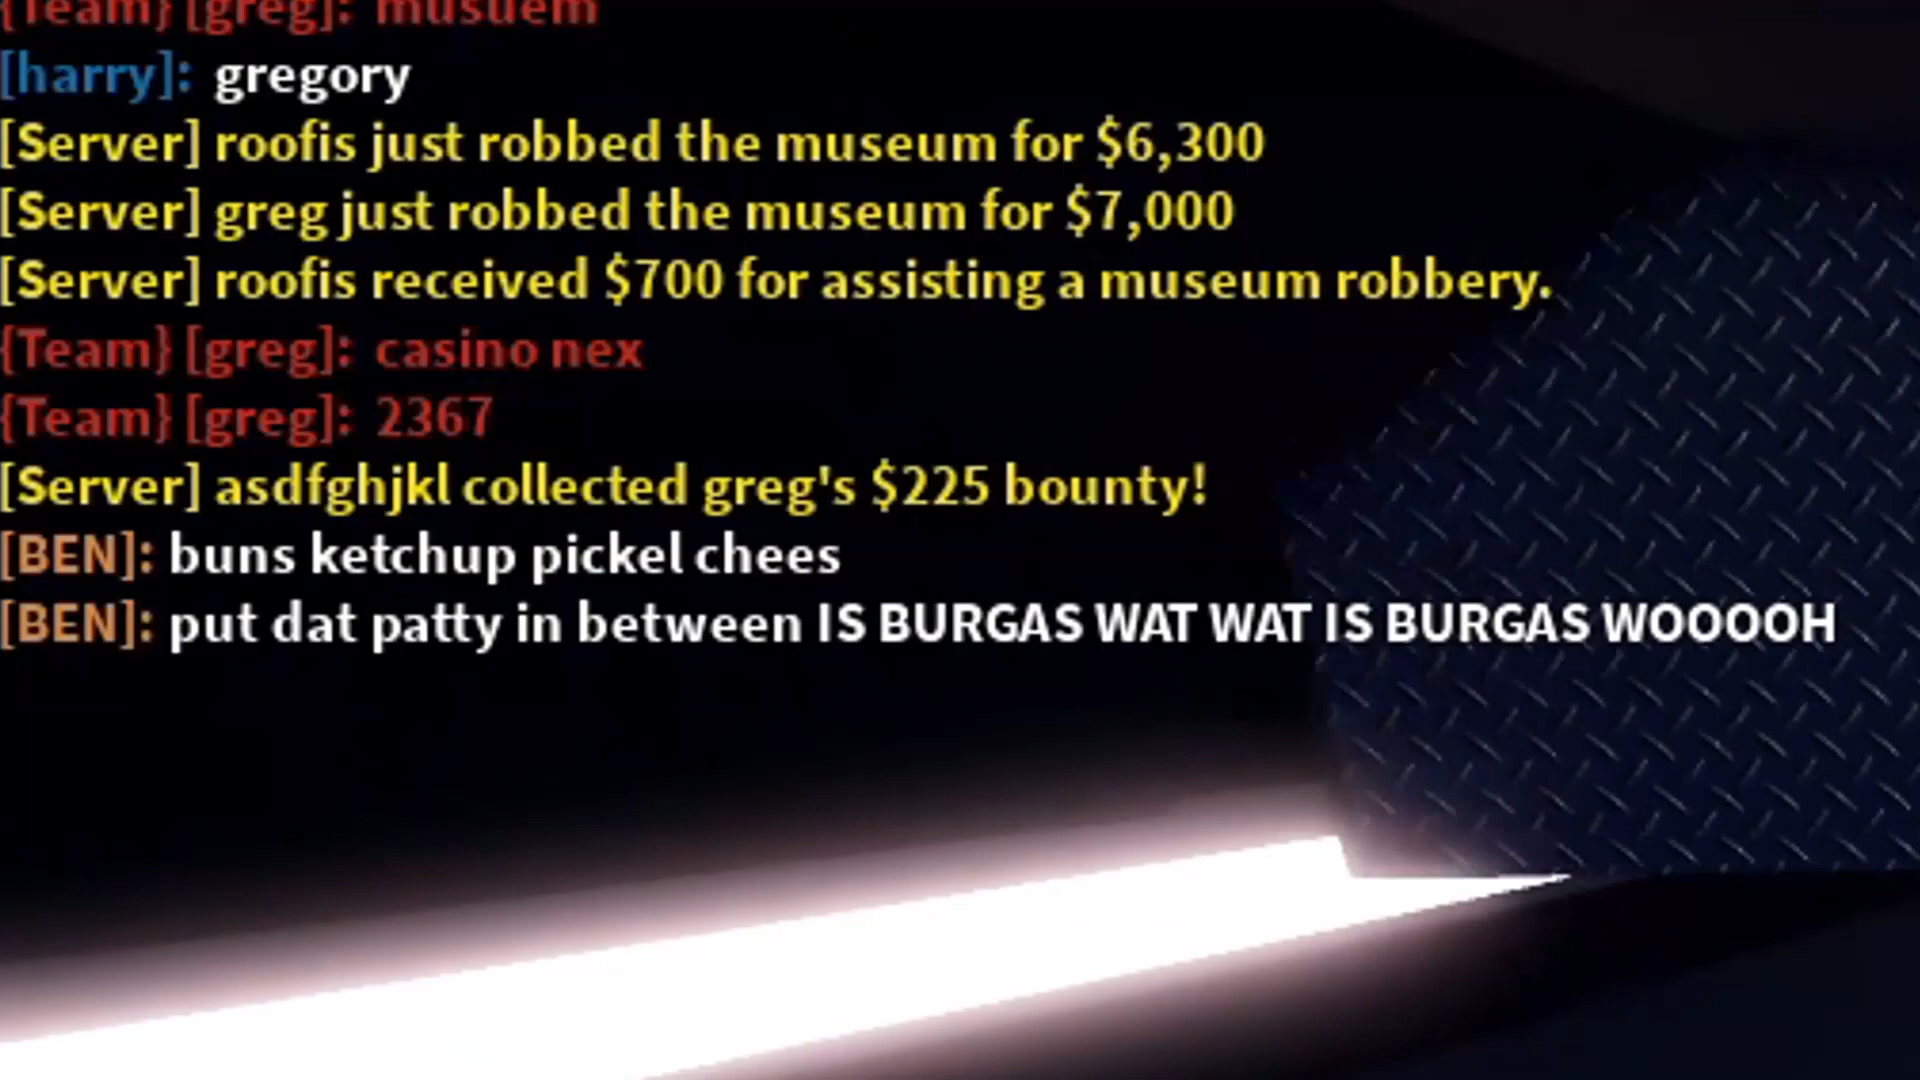 {Team} [greg]: musuem
[harry]: gregory
[Server] roofis just robbed the museum for $6,300
[Server] greg just robbed the museum for $7,000
[Server] roofis received $700 for assisting a museum robbery.
{Team} [greg]: casino nex
{Team} [greg]: 2367
[Server] asdfghjkl collected greg's $225 bounty!
[BEN]: buns ketchup pickel chees
[BEN]: put dat patty in between IS BURGAS WAT WAT IS BURGAS WOOOOH